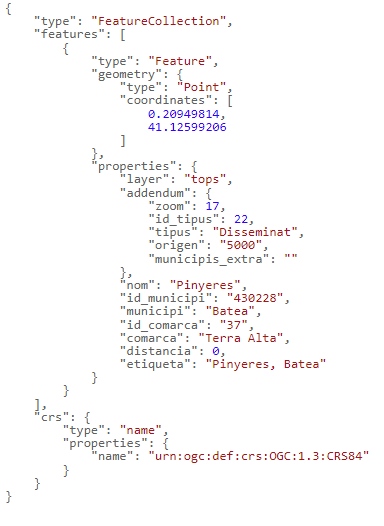 {
    "type": "FeatureCollection",
    "features": [
        {
            "type": "Feature",
            "geometry": {
                "type": "Point",
                "coordinates": [
                    0.20949814,
                    41.12599206
                ]
            },
            "properties": {
                "layer": "tops",
                "addendum": {
                    "zoom": 17,
                    "id_tipus": 22,
                    "tipus": "Disseminat",
                    "origen": "5000",
                    "municipis_extra": ""
                },
                "nom": "Pinyeres",
                "id_municipi": "430228",
                "municipi": "Batea",
                "id_comarca": "37",
                "comarca": "Terra Alta",
                "distancia": 0,
                "etiqueta": "Pinyeres, Batea"
            }
        }
    ],
    "crs": {
        "type": "name",
        "properties": {
            "name": "urn:ogc:def:crs:OGC:1.3:CRS84"
        }
    }
}